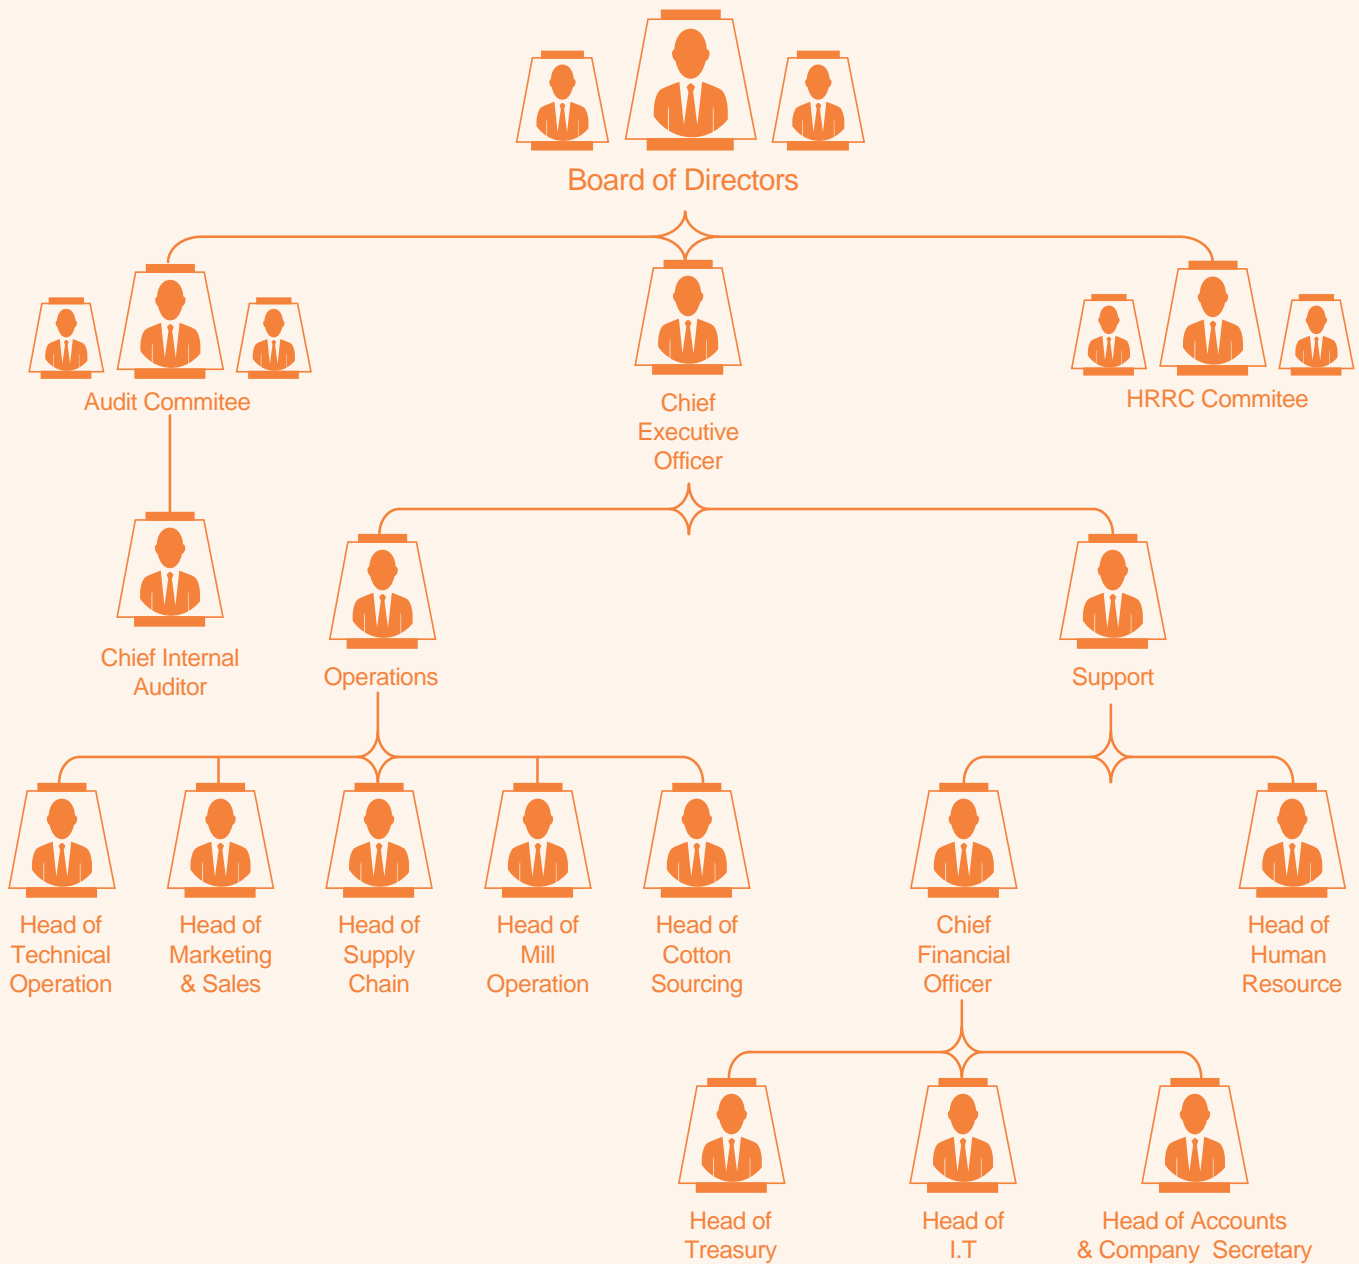 Board of Directors
Audit Commitee
Chief
Executive
Officer
HRRC Commitee
Chief Internal
Auditor
Operations
Support
Head of
Technical
Operation
Head of
Marketing
& Sales
Head of
Supply
Chain
Head of
Mill
Operation
Head of
Cotton
Sourcing
Chief
Financial
Officer
Head of
Human
Resource
Head of
Treasury
Head of
I.T
Head of Accounts
& Company Secretary